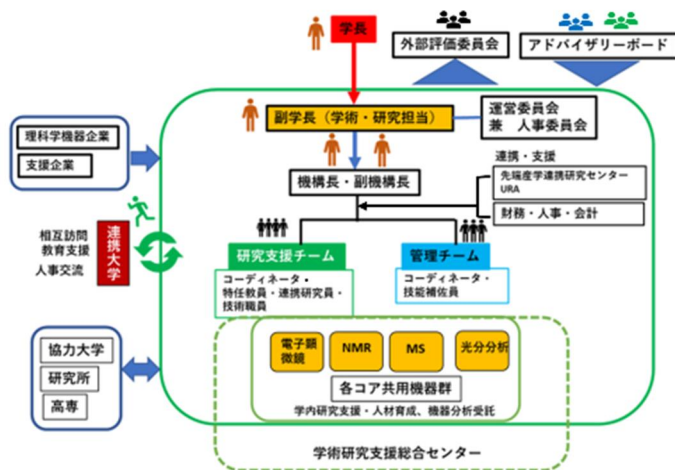 学長
外部評価委員会
アドバイザリーボード
副学長（学術・研究担当）
運営委員会
兼　人事委員会
理科学機器企業
支援企業
機構長・副機構長
連携・支援
先端産学連携研究センター
URA
財務・人事・会計
相互訪問
教育支援
人事交流
連携大学
研究支援チーム
コーディネータ・
特任教員・連携研究員・
技術職員
管理チーム
コーディネータ・
技能補佐員
協力大学
研究所
高専
電子顕
微鏡
NMR
MS
光分分析
各コア共用機器群
学内研究支援・人材育成、機器分析受託
学術研究支援総合センター